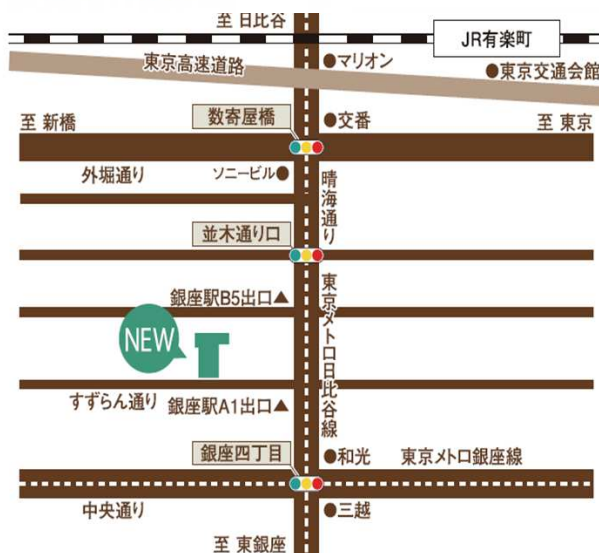 至 日比谷
JR有楽町
東京高速道路
●マリオン
●東京交通会館
至 新橋
数寄屋橋
●交番
至 東京
外堀通り
ソニービル●
晴海通り
並木通り口
銀座駅B5出口▲
東京メトロ日比谷線
NEW
すずらん通り
銀座駅A1出口▲
銀座四丁目
●和光
東京メトロ銀座線
中央通り
●三越
至 東銀座